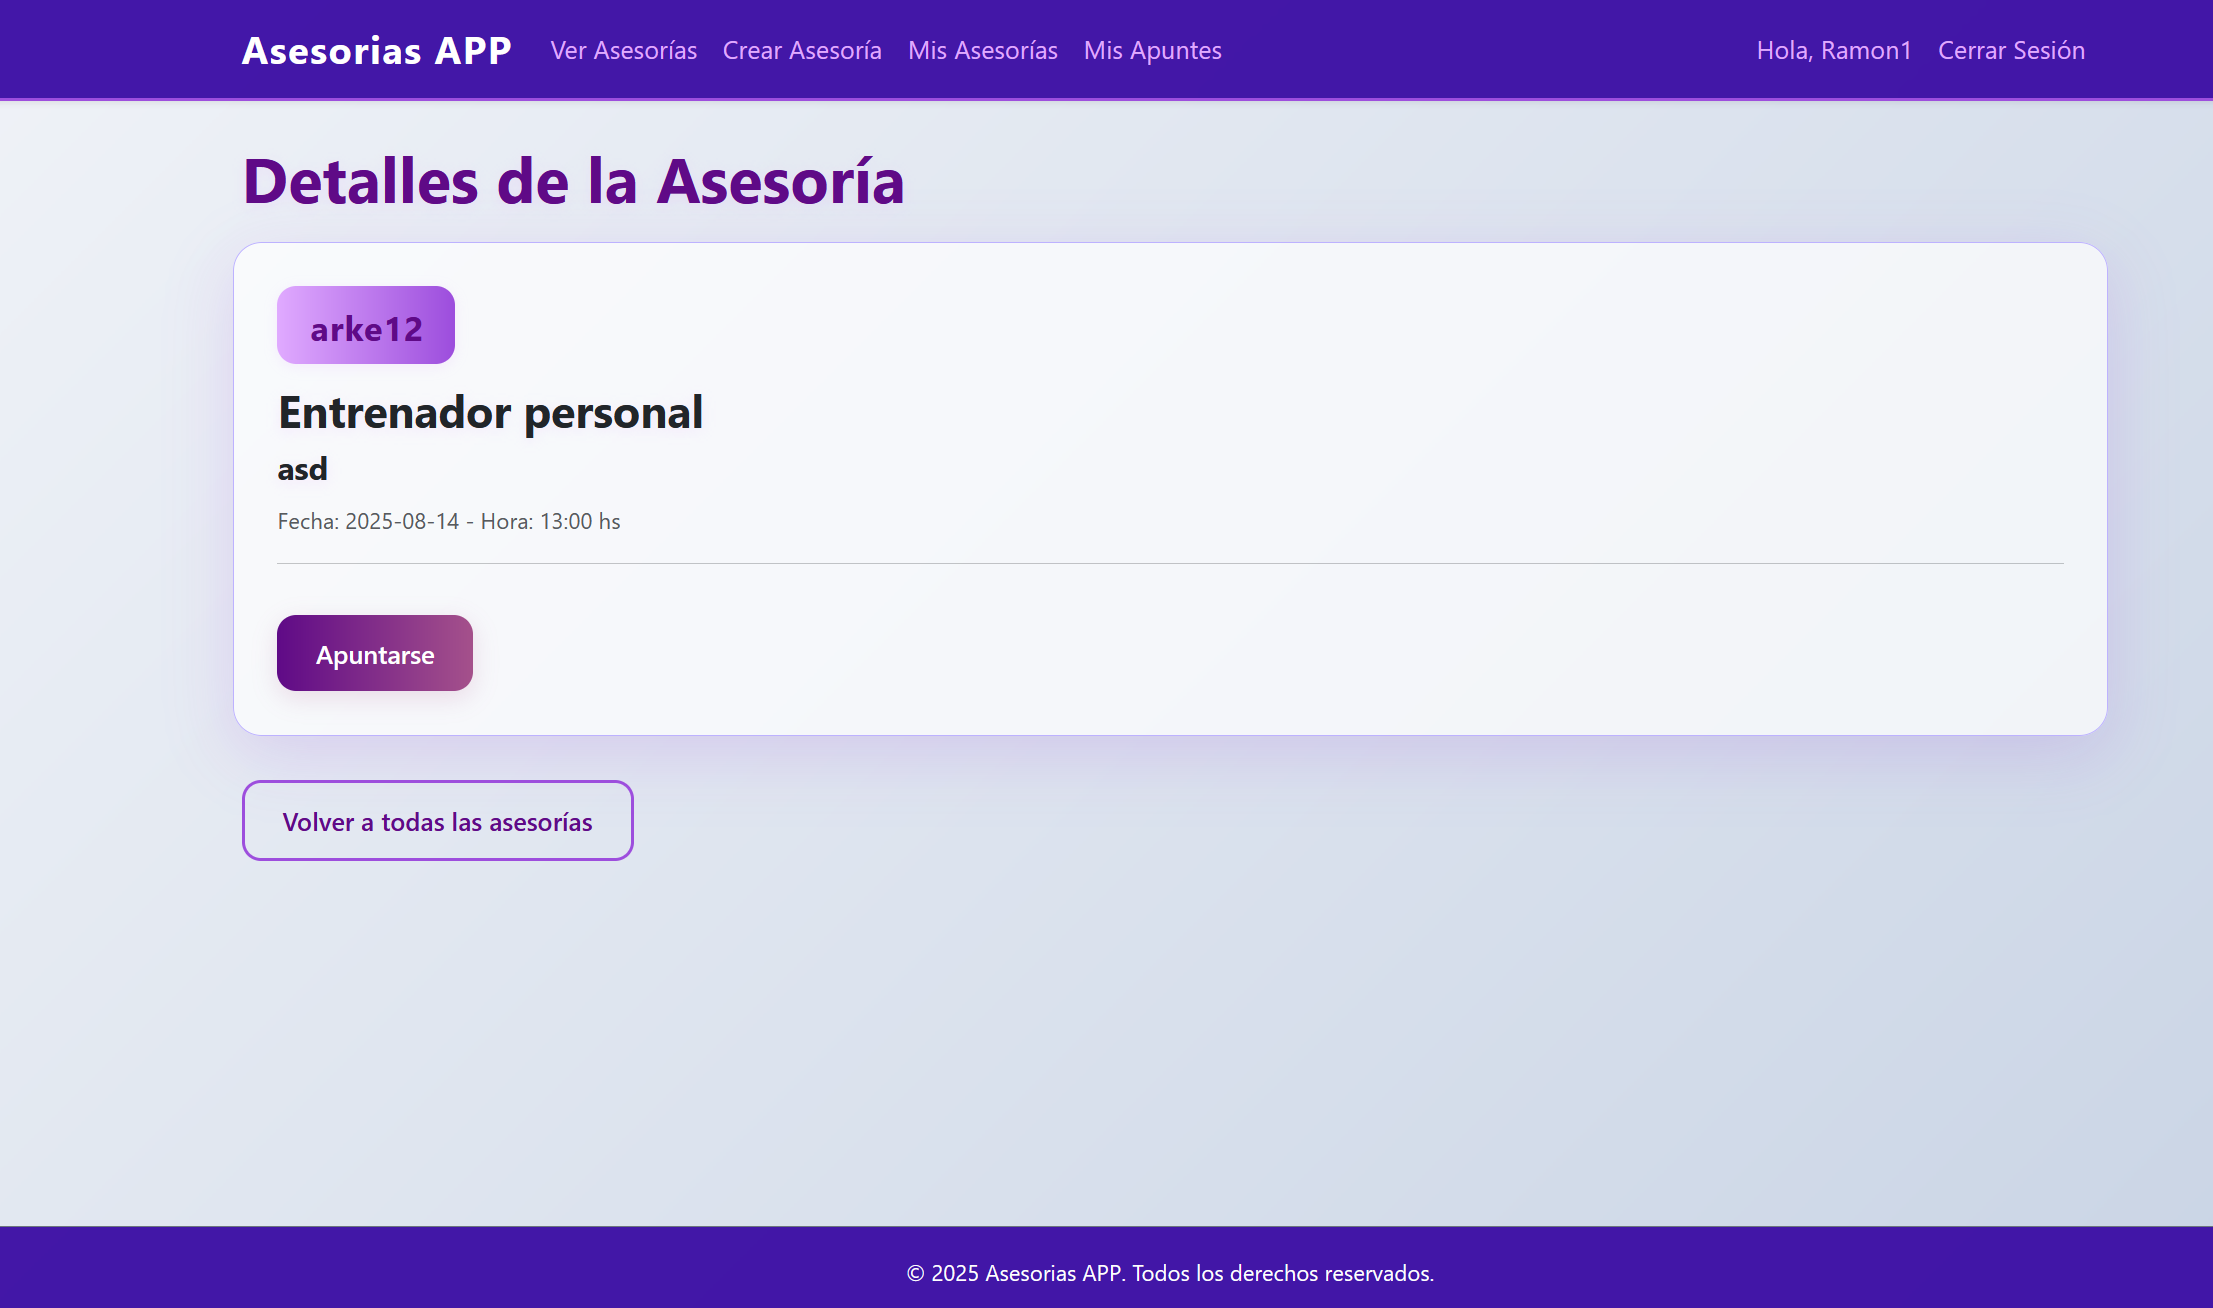 Asesorias APP Ver Asesorías Crear Asesoría Mis Asesorías Mis Apuntes Hola, Ramon1 Cerrar Sesión
Detalles de la Asesoría
arke12
Entrenador personal
asd
Fecha: 2025-08-14 - Hora: 13:00 hs
Apuntarse
Volver a todas las asesorías
© 2025 Asesorias APP. Todos los derechos reservados.